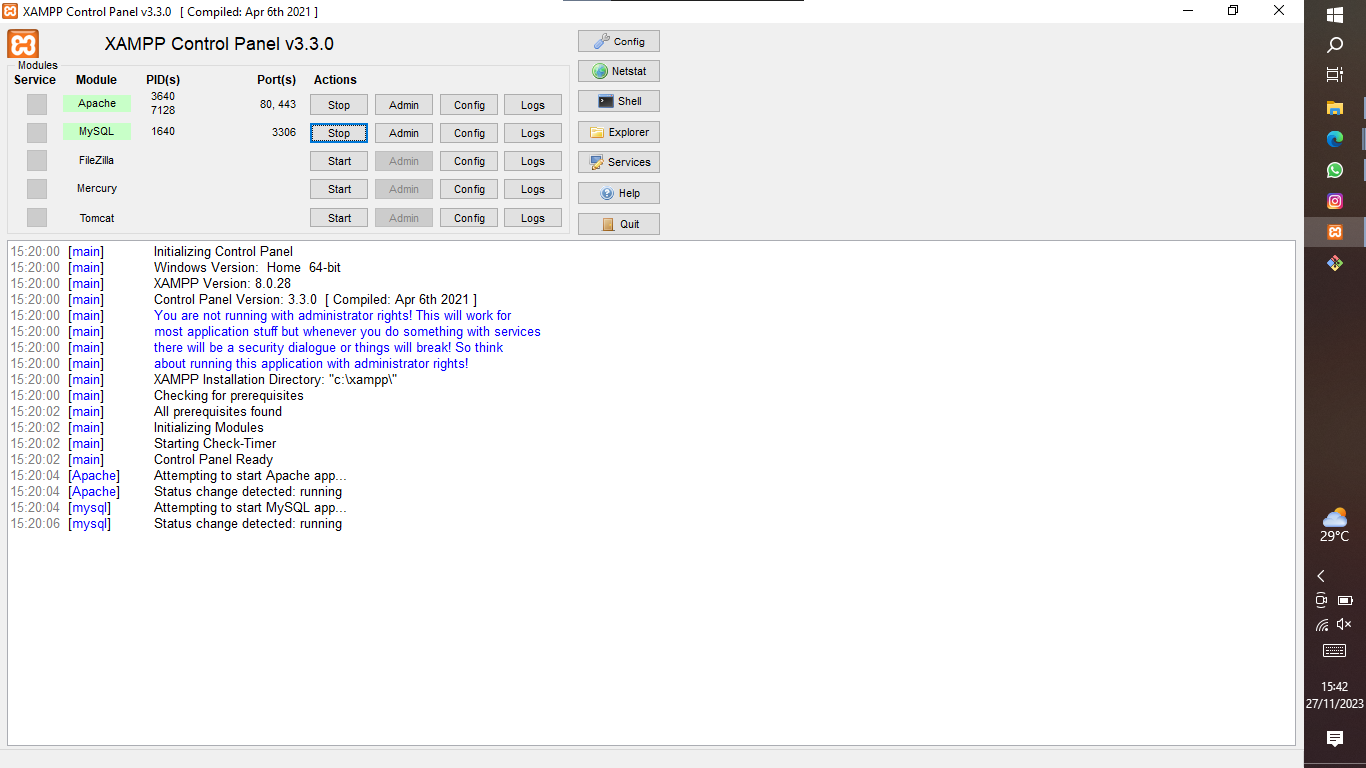 XAMPP Control Panel v3.3.0 [ Compiled: Apr 6th 2021 ]
XAMPP Control Panel v3.3.0
Modules
Service Module PID(s) Port(s) Actions
Apache 3640 7128 80, 443 Stop Admin Config Logs
MySQL 1640 3306 Stop Admin Config Logs
FileZilla Start Admin Config Logs
Mercury Start Admin Config Logs
Tomcat Start Admin Config Logs
Config
Netstat
Shell
Explorer
Services
Help
Quit
15:20:00 [main] Initializing Control Panel
15:20:00 [main] Windows Version: Home 64-bit
15:20:00 [main] XAMPP Version: 8.0.28
15:20:00 [main] Control Panel Version: 3.3.0 [ Compiled: Apr 6th 2021 ]
15:20:00 [main] You are not running with administrator rights! This will work for
15:20:00 [main] most application stuff but whenever you do something with services
15:20:00 [main] there will be a security dialogue or things will break! So think
15:20:00 [main] about running this application with administrator rights!
15:20:00 [main] XAMPP Installation Directory: "c:\xampp\"
15:20:00 [main] Checking for prerequisites
15:20:02 [main] All prerequisites found
15:20:02 [main] Initializing Modules
15:20:02 [main] Starting Check-Timer
15:20:02 [main] Control Panel Ready
15:20:04 [Apache] Attempting to start Apache app...
15:20:04 [Apache] Status change detected: running
15:20:04 [mysql] Attempting to start MySQL app...
15:20:06 [mysql] Status change detected: running
29°C
15:42
27/11/2023